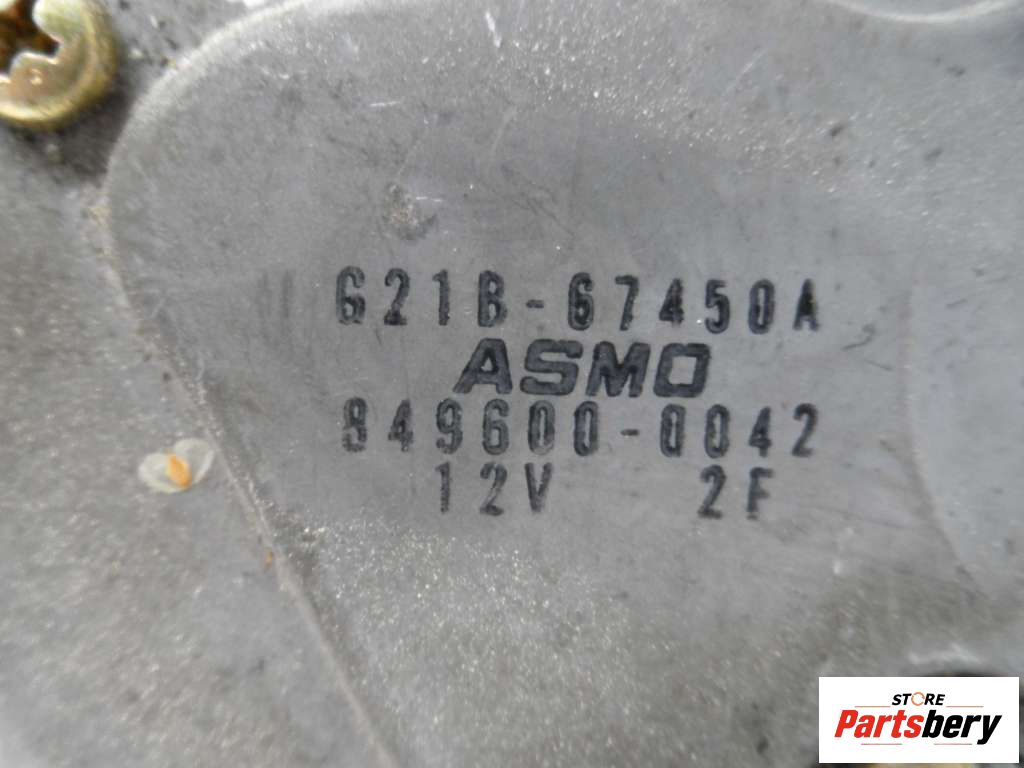 G21B-67450A
ASMO
849600-0042
12V 2F
STORE
Partsbery